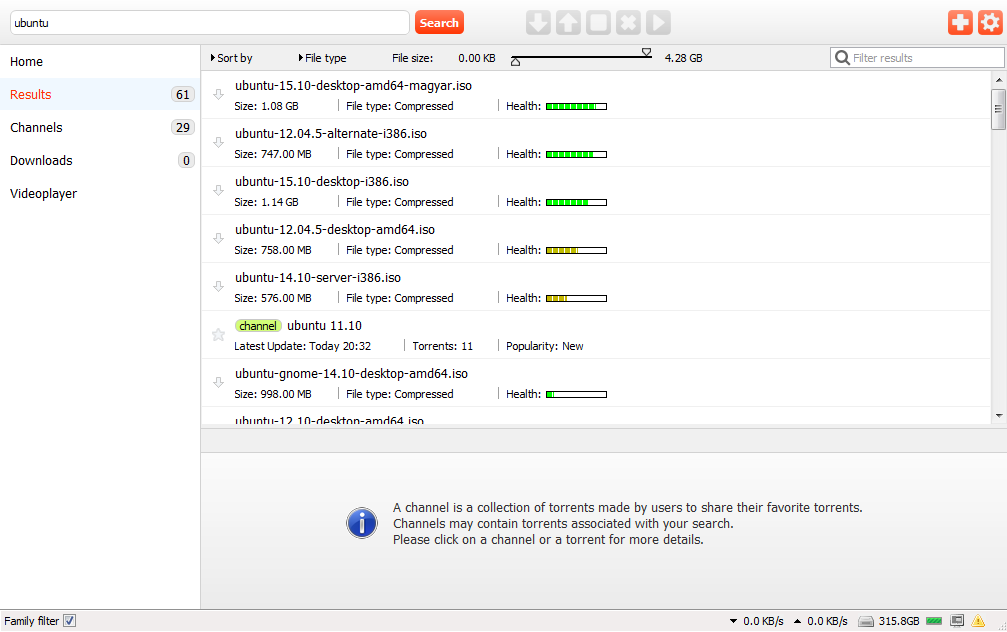 ubuntu Search
Home
Results 61
Channels 29
Downloads 0
Videoplayer
Sort by File type File size: 0.00 KB 4.28 GB Filter results
ubuntu-15.10-desktop-amd64-magyar.iso
Size: 1.08 GB File type: Compressed Health:
ubuntu-12.04.5-alternate-i386.iso
Size: 747.00 MB File type: Compressed Health:
ubuntu-15.10-desktop-i386.iso
Size: 1.14 GB File type: Compressed Health:
ubuntu-12.04.5-desktop-amd64.iso
Size: 758.00 MB File type: Compressed Health:
ubuntu-14.10-server-i386.iso
Size: 576.00 MB File type: Compressed Health:
channel ubuntu 11.10
Latest Update: Today 20:32 Torrents: 11 Popularity: New
ubuntu-gnome-14.10-desktop-amd64.iso
Size: 998.00 MB File type: Compressed Health:
ubuntu-12.10-desktop-amd64.iso
A channel is a collection of torrents made by users to share their favorite torrents.
Channels may contain torrents associated with your search.
Please click on a channel or a torrent for more details.
Family filter 0.0 KB/s 0.0 KB/s 315.8GB